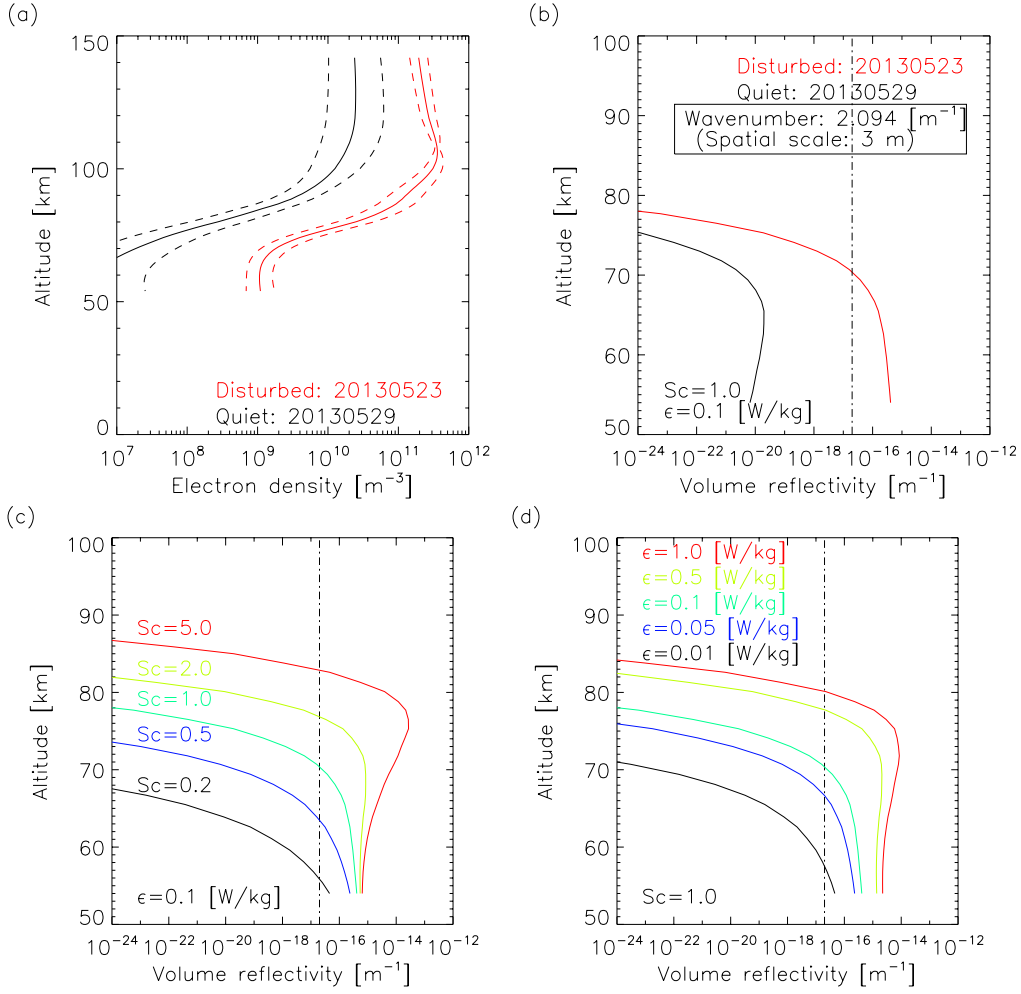 (a)
150
100
50
0
Altitude [km]
Disturbed: 20130523
Quiet: 20130529
10^7 10^8 10^9 10^10 10^11 10^12
Electron density [m^-3]
(b)
100
90
80
70
60
50
Altitude [km]
Disturbed: 20130523
Quiet: 20130529
Wavenumber: 2.094 [m^-1]
(Spatial scale: 3 m)
Sc=1.0
ϵ=0.1 [W/kg]
10^-24 10^-22 10^-20 10^-18 10^-16 10^-14 10^-12
Volume reflectivity [m^-1]
(c)
100
90
80
70
60
50
Altitude [km]
Sc=5.0
Sc=2.0
Sc=1.0
Sc=0.5
Sc=0.2
ϵ=0.1 [W/kg]
10^-24 10^-22 10^-20 10^-18 10^-16 10^-14 10^-12
Volume reflectivity [m^-1]
(d)
100
90
80
70
60
50
Altitude [km]
ϵ=1.0 [W/kg]
ϵ=0.5 [W/kg]
ϵ=0.1 [W/kg]
ϵ=0.05 [W/kg]
ϵ=0.01 [W/kg]
Sc=1.0
10^-24 10^-22 10^-20 10^-18 10^-16 10^-14 10^-12
Volume reflectivity [m^-1]